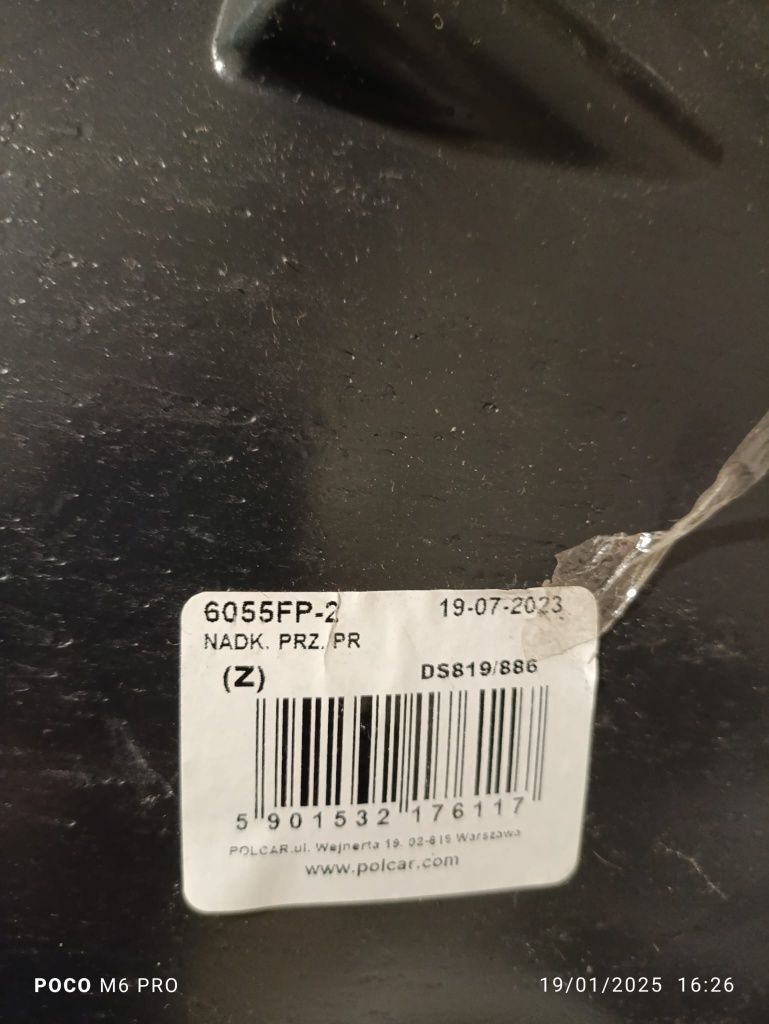 6055FP-2 19-07-2023
NADK. PRZ. PR
(Z) DS819/886
5 901532 176117
POLCAR.ul. Wejnerta 19. 02-619 Warszawa
www.polcar.com
POCO M6 PRO 19/01/2025 16:26